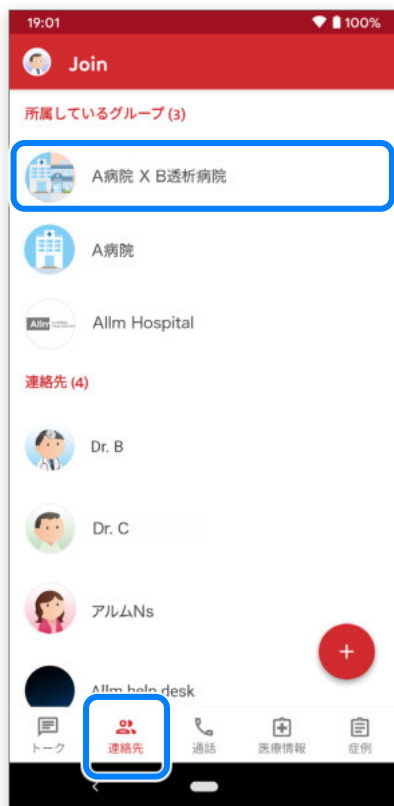 19:01 100%
Join
所属しているグループ (3)
A病院 X B透析病院
A病院
Allm
Allm Hospital
連絡先 (4)
Dr. B
Dr. C
アルムNs
Allm help desk
トーク 連絡先 通話 医療情報 症例